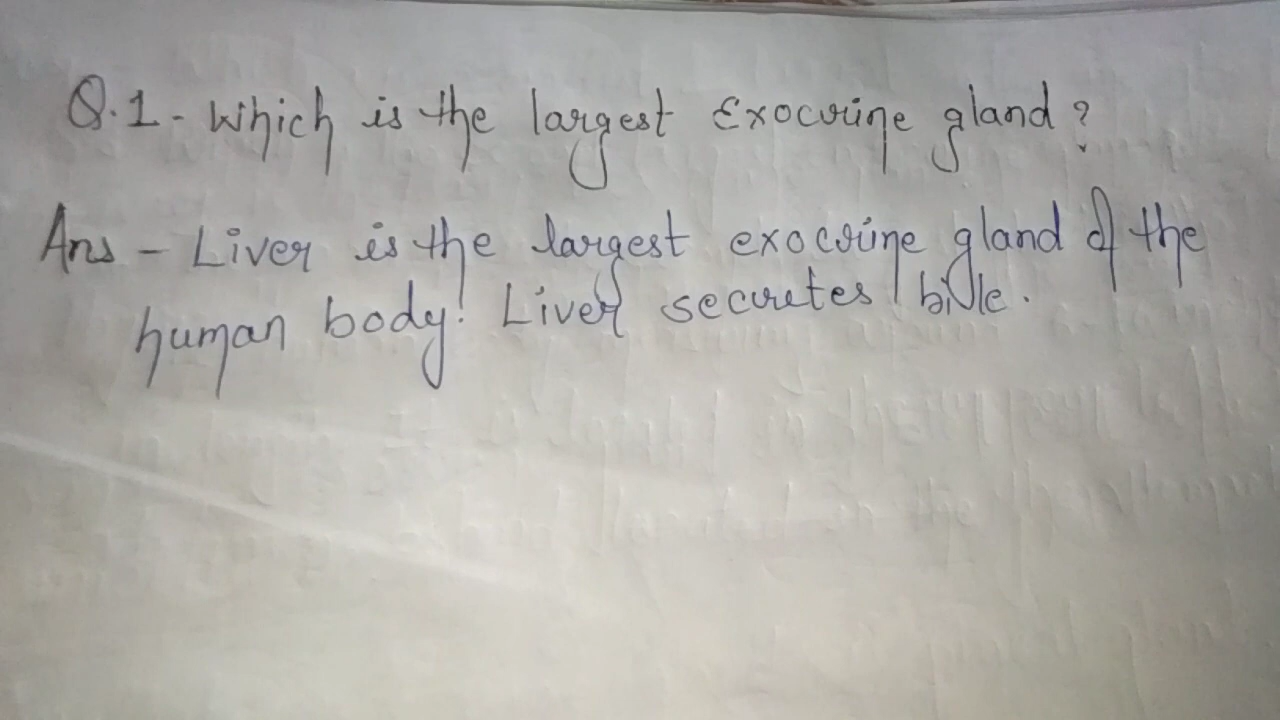 Q.1- Which is the largest Exocrine gland?
Ans - Liver is the largest exocrine gland of the
human body. Liver secretes bile.